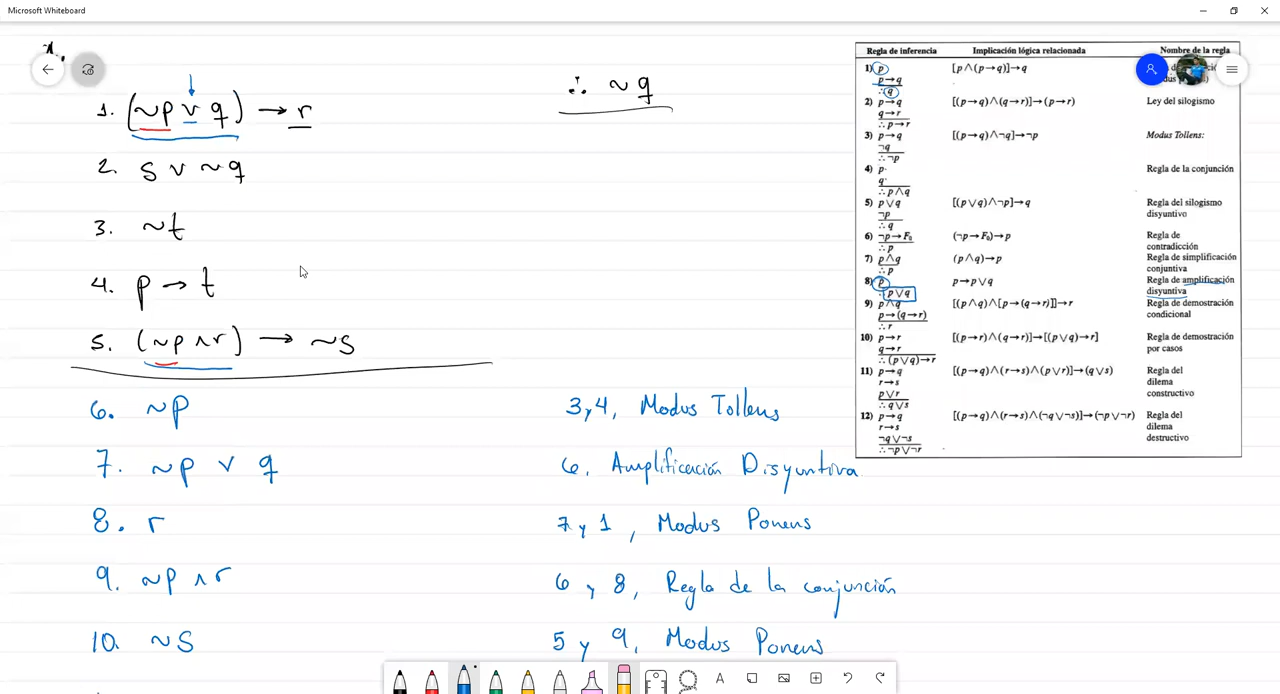 Microsoft Whiteboard
1. (~p ∨ q) → r
∴ ~q
2. s ∨ ~q
3. ~t
4. p → t
5. (~p ∧ r) → ~s
6. ~p 3,4, Modus Tollens
7. ~p ∨ q 6, Amplificación Disyuntiva
8. r 7 y 1, Modus Ponens
9. ~p ∧ r 6 y 8, Regla de la conjunción
10. ~s 5 y 9, Modus Ponens
Regla de inferencia Implicación lógica relacionada Nombre de la regla
1) p [p∧(p→q)]→q
p→q
∴q
2) p→q [(p→q)∧(q→r)]→(p→r) Ley del silogismo
q→r
∴p→r
3) p→q [(p→q)∧¬q]→¬p Modus Tollens:
¬q
∴¬p
4) p Regla de la conjunción
q
∴p∧q
5) p∨q [(p∨q)∧¬p]→q Regla del silogismo
¬p disyuntivo
∴q
6) ¬p→F₀ (¬p→F₀)→p Regla de
∴p contradicción
7) p∧q (p∧q)→p Regla de simplificación
∴p conjuntiva
8) p p→p∨q Regla de amplificación
∴p∨q disyuntiva
9) p∧q [(p∧q)∧[p→(q→r)]]→r Regla de demostración
p→(q→r) condicional
∴r
10) p→r [(p→r)∧(q→r)]→[(p∨q)→r] Regla de demostración
q→r por casos
∴(p∨q)→r
11) p→q [(p→q)∧(r→s)∧(p∨r)]→(q∨s) Regla del
r→s dilema
p∨r constructivo
∴q∨s
12) p→q [(p→q)∧(r→s)∧(¬q∨¬s)]→(¬p∨¬r) Regla del
r→s dilema
¬q∨¬s destructivo
∴¬p∨¬r
A